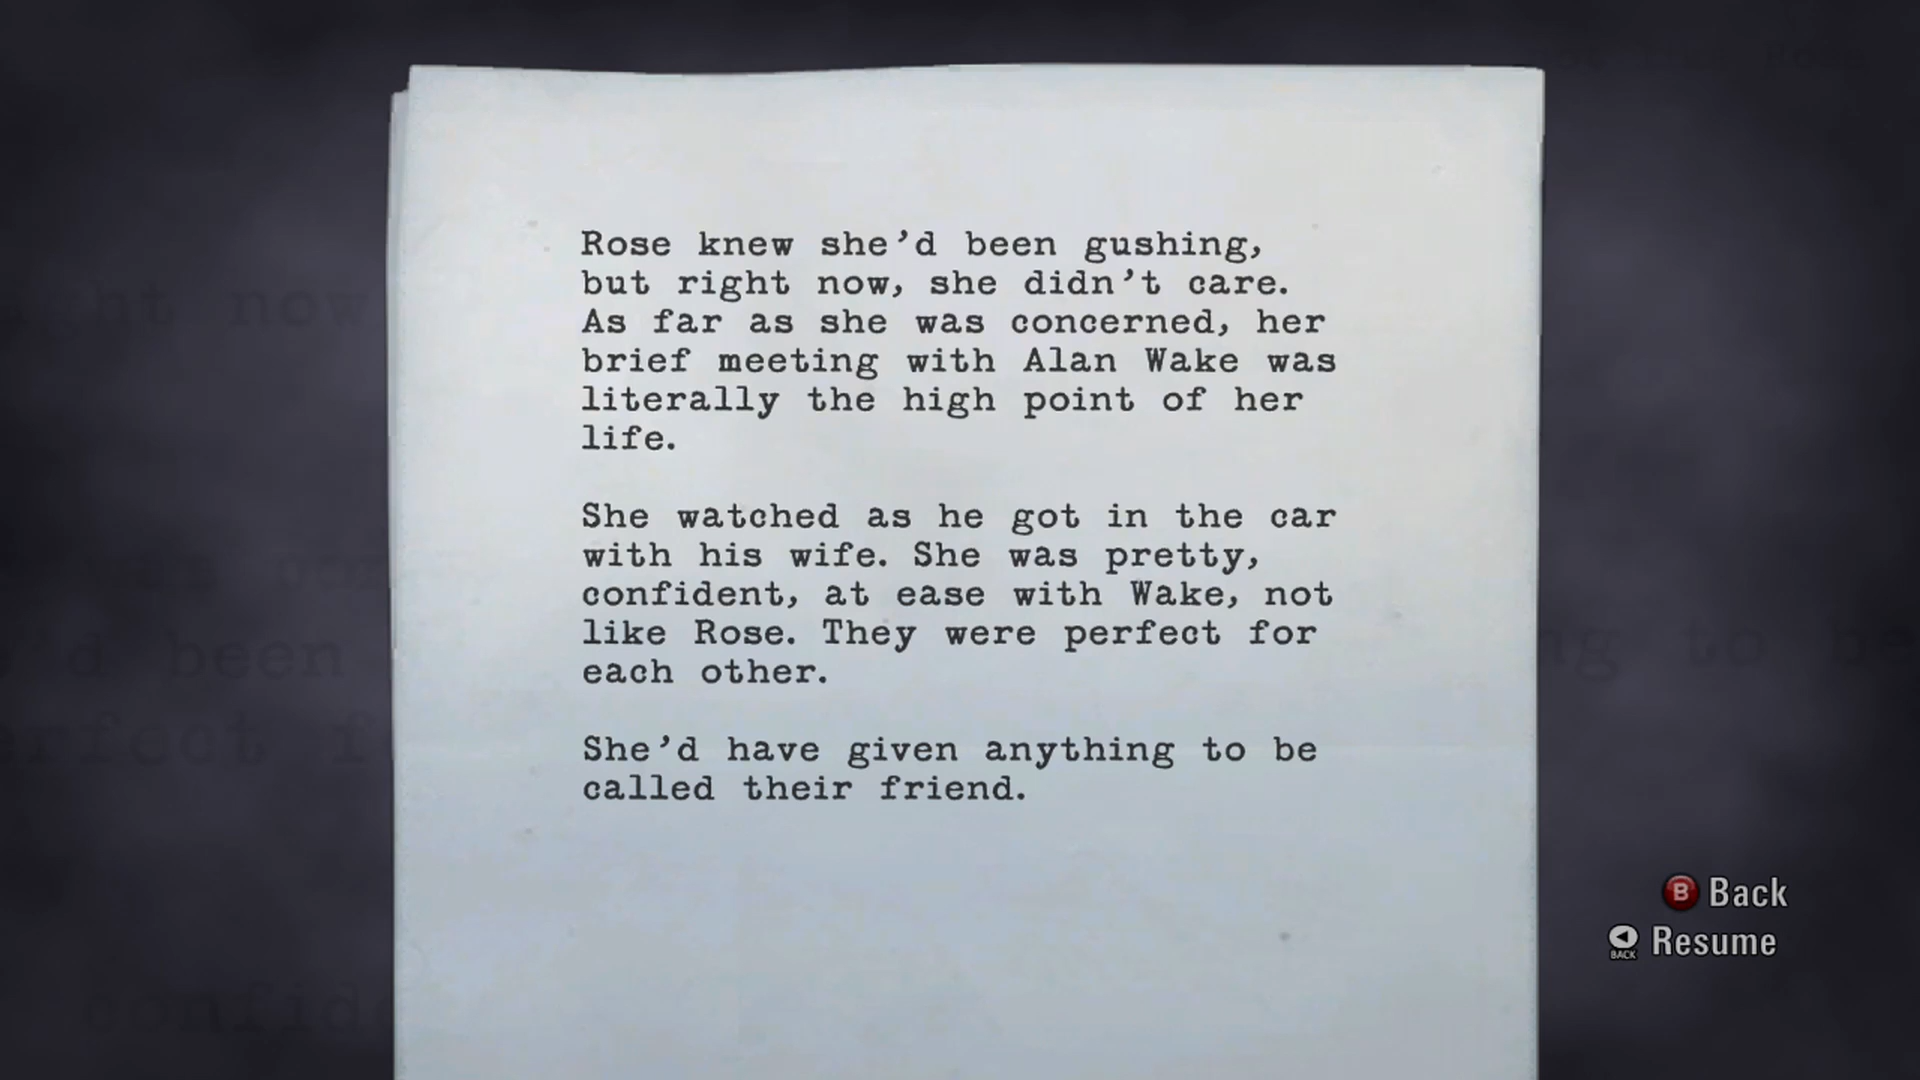 Rose knew she’d been gushing,
but right now, she didn’t care.
As far as she was concerned, her
brief meeting with Alan Wake was
literally the high point of her
life.
She watched as he got in the car
with his wife. She was pretty,
confident, at ease with Wake, not
like Rose. They were perfect for
each other.
She’d have given anything to be
called their friend.
B Back
BACK Resume